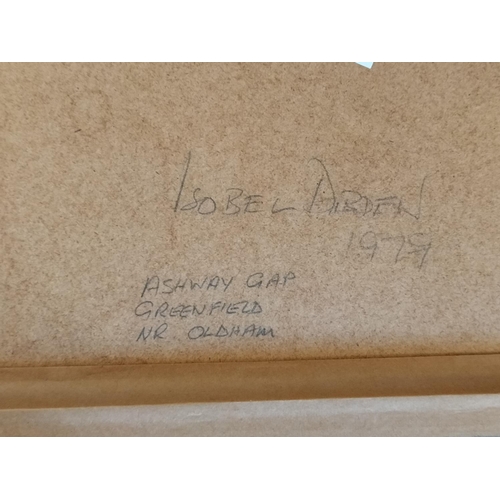 ISOBEL ARDEN
1979
ASHWAY GAP
GREENFIELD
NR. OLDHAM